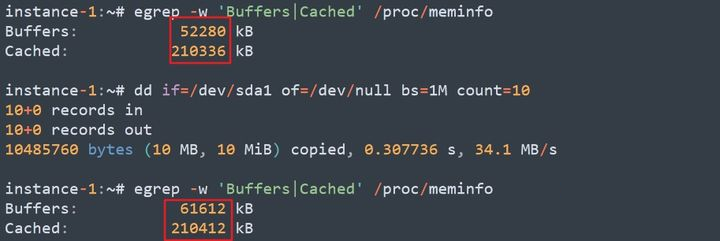 instance-1:~# egrep -w 'Buffers|Cached' /proc/meminfo
Buffers: 52280 kB
Cached: 210336 kB
instance-1:~# dd if=/dev/sda1 of=/dev/null bs=1M count=10
10+0 records in
10+0 records out
10485760 bytes (10 MB, 10 MiB) copied, 0.307736 s, 34.1 MB/s
instance-1:~# egrep -w 'Buffers|Cached' /proc/meminfo
Buffers: 61612 kB
Cached: 210412 kB